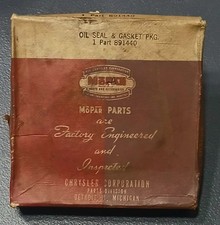 OIL SEAL & GASKET PKG.
1 Part 891440
MOPAR
MOPAR PARTS
are
Factory Engineered
and
Inspected
CHRYSLER CORPORATION
PARTS DIVISION
DETROIT 31, MICHIGAN